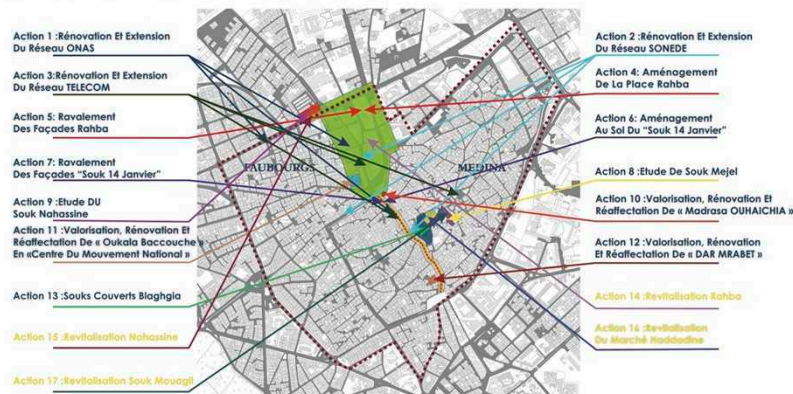 Action 1 :Rénovation Et Extension
Du Réseau ONAS
Action 3:Rénovation Et Extension
Du Réseau TELECOM
Action 5: Ravalement
Des Façades Rahba
Action 7: Ravalement
Des Façades "Souk 14 Janvier"
Action 9 :Etude DU
Souk Nahassine
Action 11 :Valorisation, Rénovation Et
Réaffectation De « Oukala Baccouche »
En «Centre Du Mouvement National »
Action 13 :Souks Couverts Blaghgia
Action 15 :Revitilisation Nahassine
Action 17 :Revitilisation Souk Mouagil
FAUBOURGS
MEDINA
Action 2 :Rénovation Et Extension
Du Réseau SONEDE
Action 4: Aménagement
De La Place Rahba
Action 6: Aménagement
Au Sol Du "Souk 14 Janvier"
Action 8 :Etude De Souk Mejel
Action 10 :Valorisation, Rénovation Et
Réaffectation De « Madrasa OUHAICHIA »
Action 12 :Valorisation, Rénovation
Et Réaffectation De « DAR MRABET »
Action 14 :Revitilisation Rahba
Action 16 :Revitilisation
Du Marché Haddadine